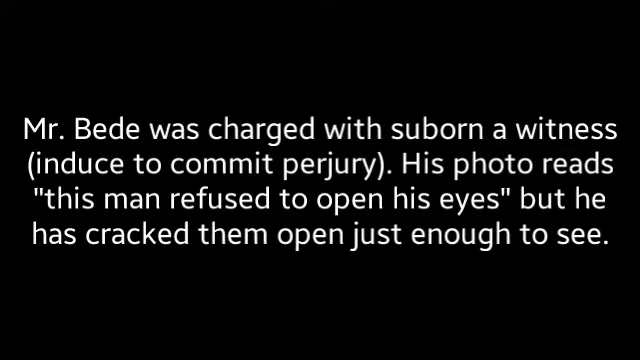 Mr. Bede was charged with suborn a witness
(induce to commit perjury). His photo reads
"this man refused to open his eyes" but he
has cracked them open just enough to see.